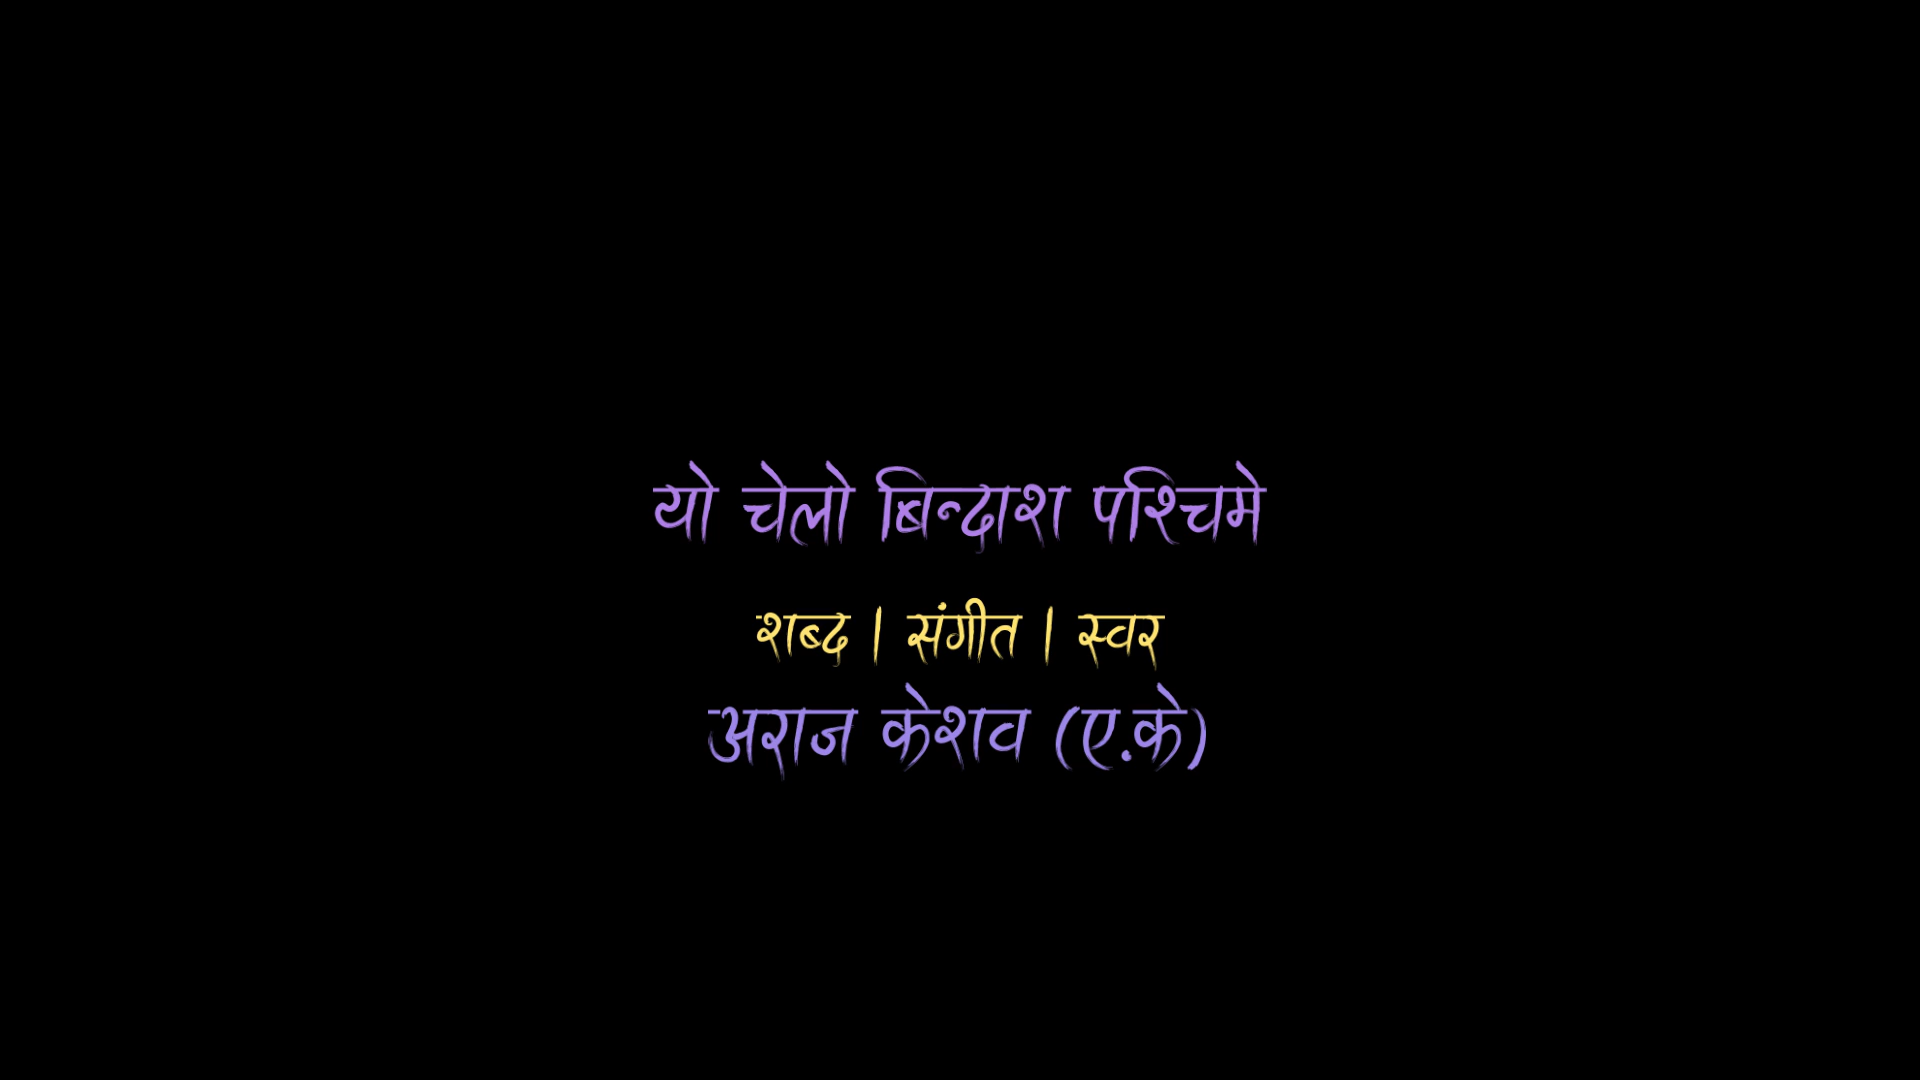 यो चेलो बिन्दाश पश्चिमे
शब्द | संगीत | स्वर
अराज केशव (ए.के)